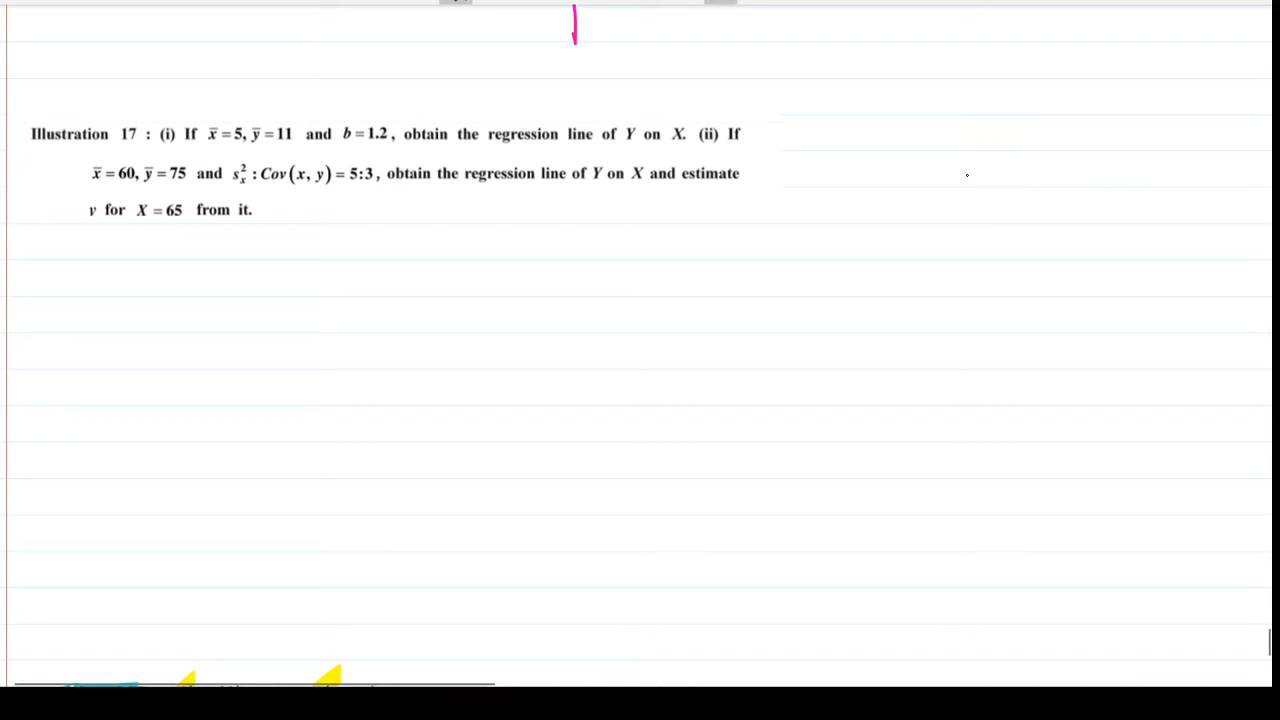 Illustration 17 : (i) If x̅ = 5, y̅ = 11 and b = 1.2, obtain the regression line of Y on X. (ii) If
x̅ = 60, y̅ = 75 and sₓ² : Cov(x, y) = 5:3, obtain the regression line of Y on X and estimate
v for X = 65 from it.